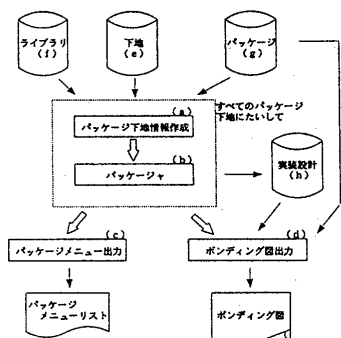 ライブラリ
(f)
下地
(e)
パッケージ
(g)
すべてのパッケージ
下地にたいして
(a)
パッケージ下地情報作成
(b)
パッケージャ
実装設計
(h)
(c)
パッケージメニュー出力
(d)
ボンディング図出力
パッケージ
メニューリスト
ボンディング図